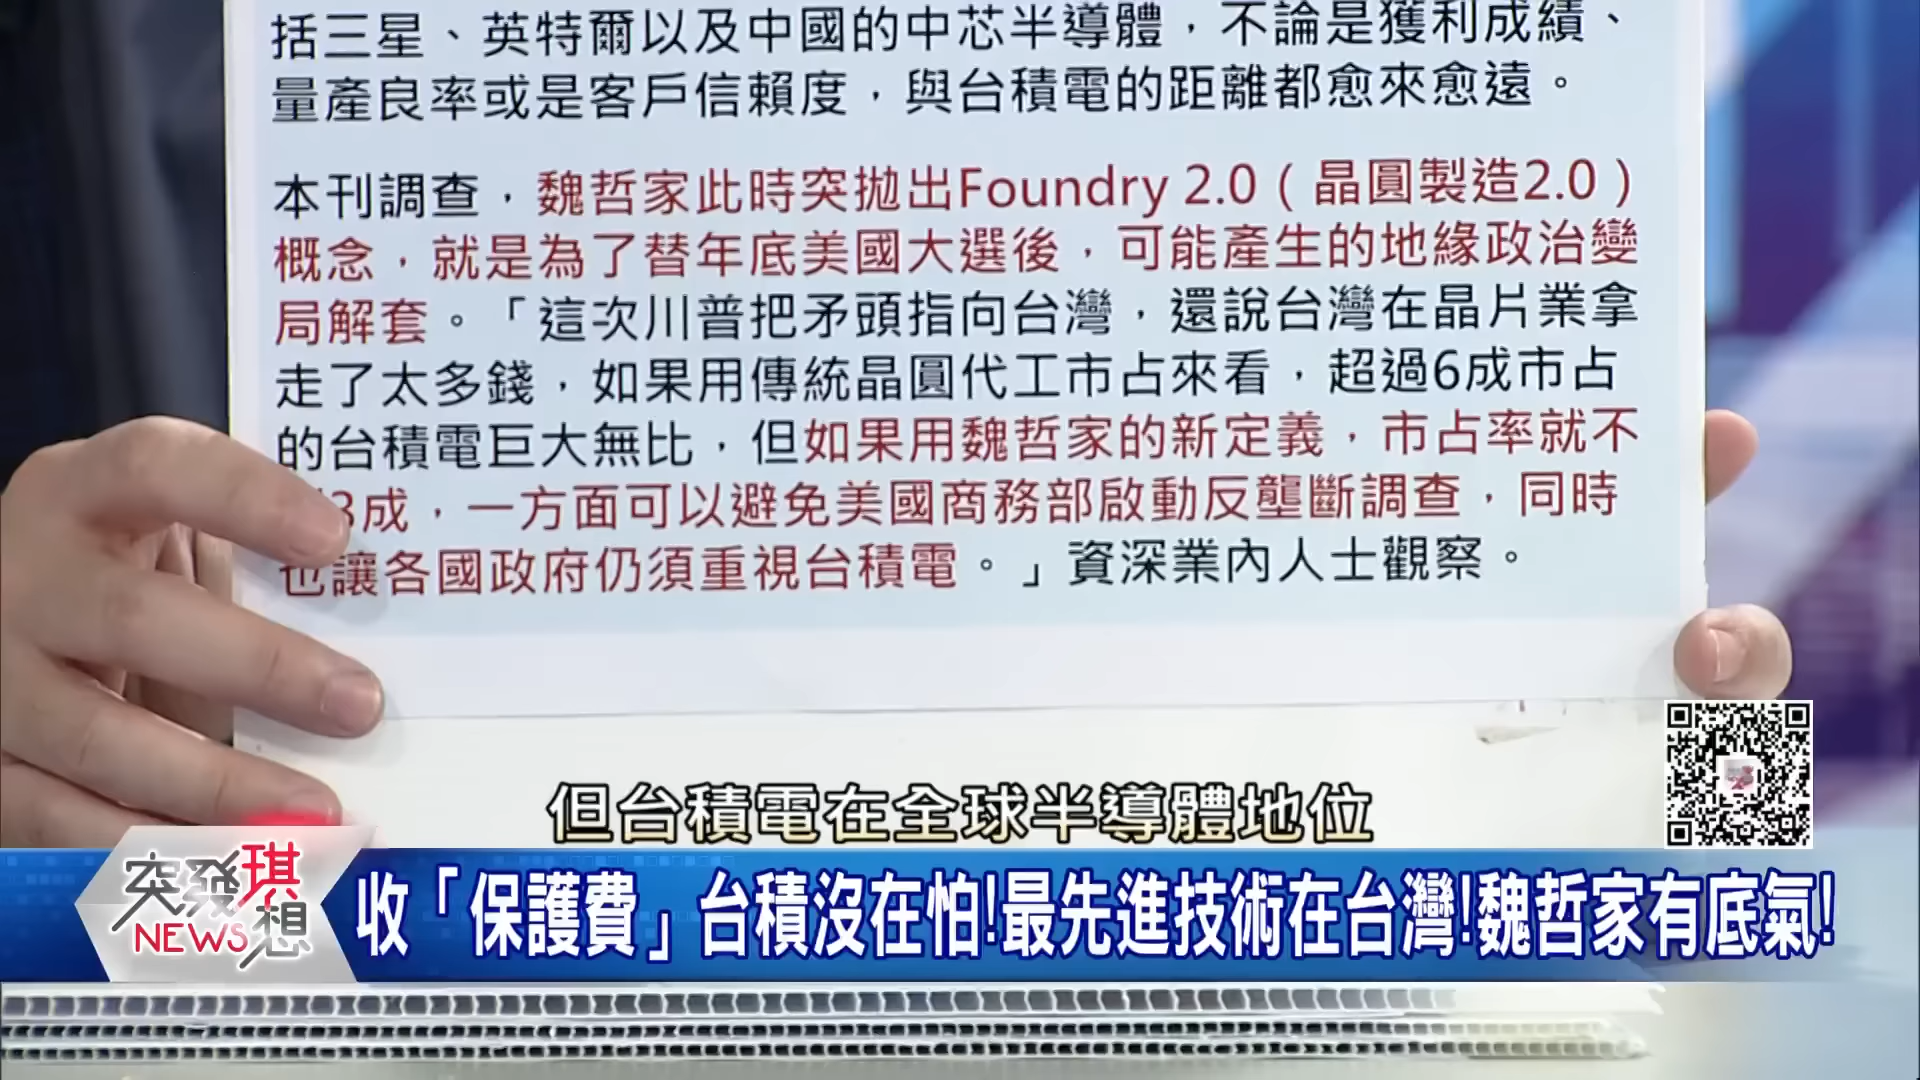 括三星、英特爾以及中國的中芯半導體，不論是獲利成績、
量產良率或是客戶信賴度，與台積電的距離都愈來愈遠。
本刊調查，魏哲家此時突拋出Foundry 2.0（晶圓製造2.0）
概念，就是為了替年底美國大選後，可能產生的地緣政治變
局解套。「這次川普把矛頭指向台灣，還說台灣在晶片業拿
走了太多錢，如果用傳統晶圓代工市占來看，超過6成市占
的台積電巨大無比，但如果用魏哲家的新定義，市占率就不
3成，一方面可以避免美國商務部啟動反壟斷調查，同時
也讓各國政府仍須重視台積電。」資深業內人士觀察。
但台積電在全球半導體地位
突發琪想
NEWS
收「保護費」台積沒在怕!最先進技術在台灣!魏哲家有底氣!